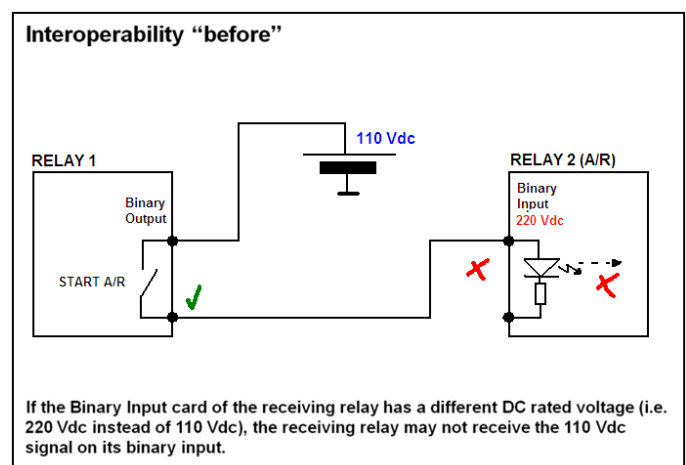 Interoperability “before”
110 Vdc
RELAY 1
RELAY 2 (A/R)
Binary
Output
Binary
Input
220 Vdc
START A/R
If the Binary Input card of the receiving relay has a different DC rated voltage (i.e.
220 Vdc instead of 110 Vdc), the receiving relay may not receive the 110 Vdc
signal on its binary input.